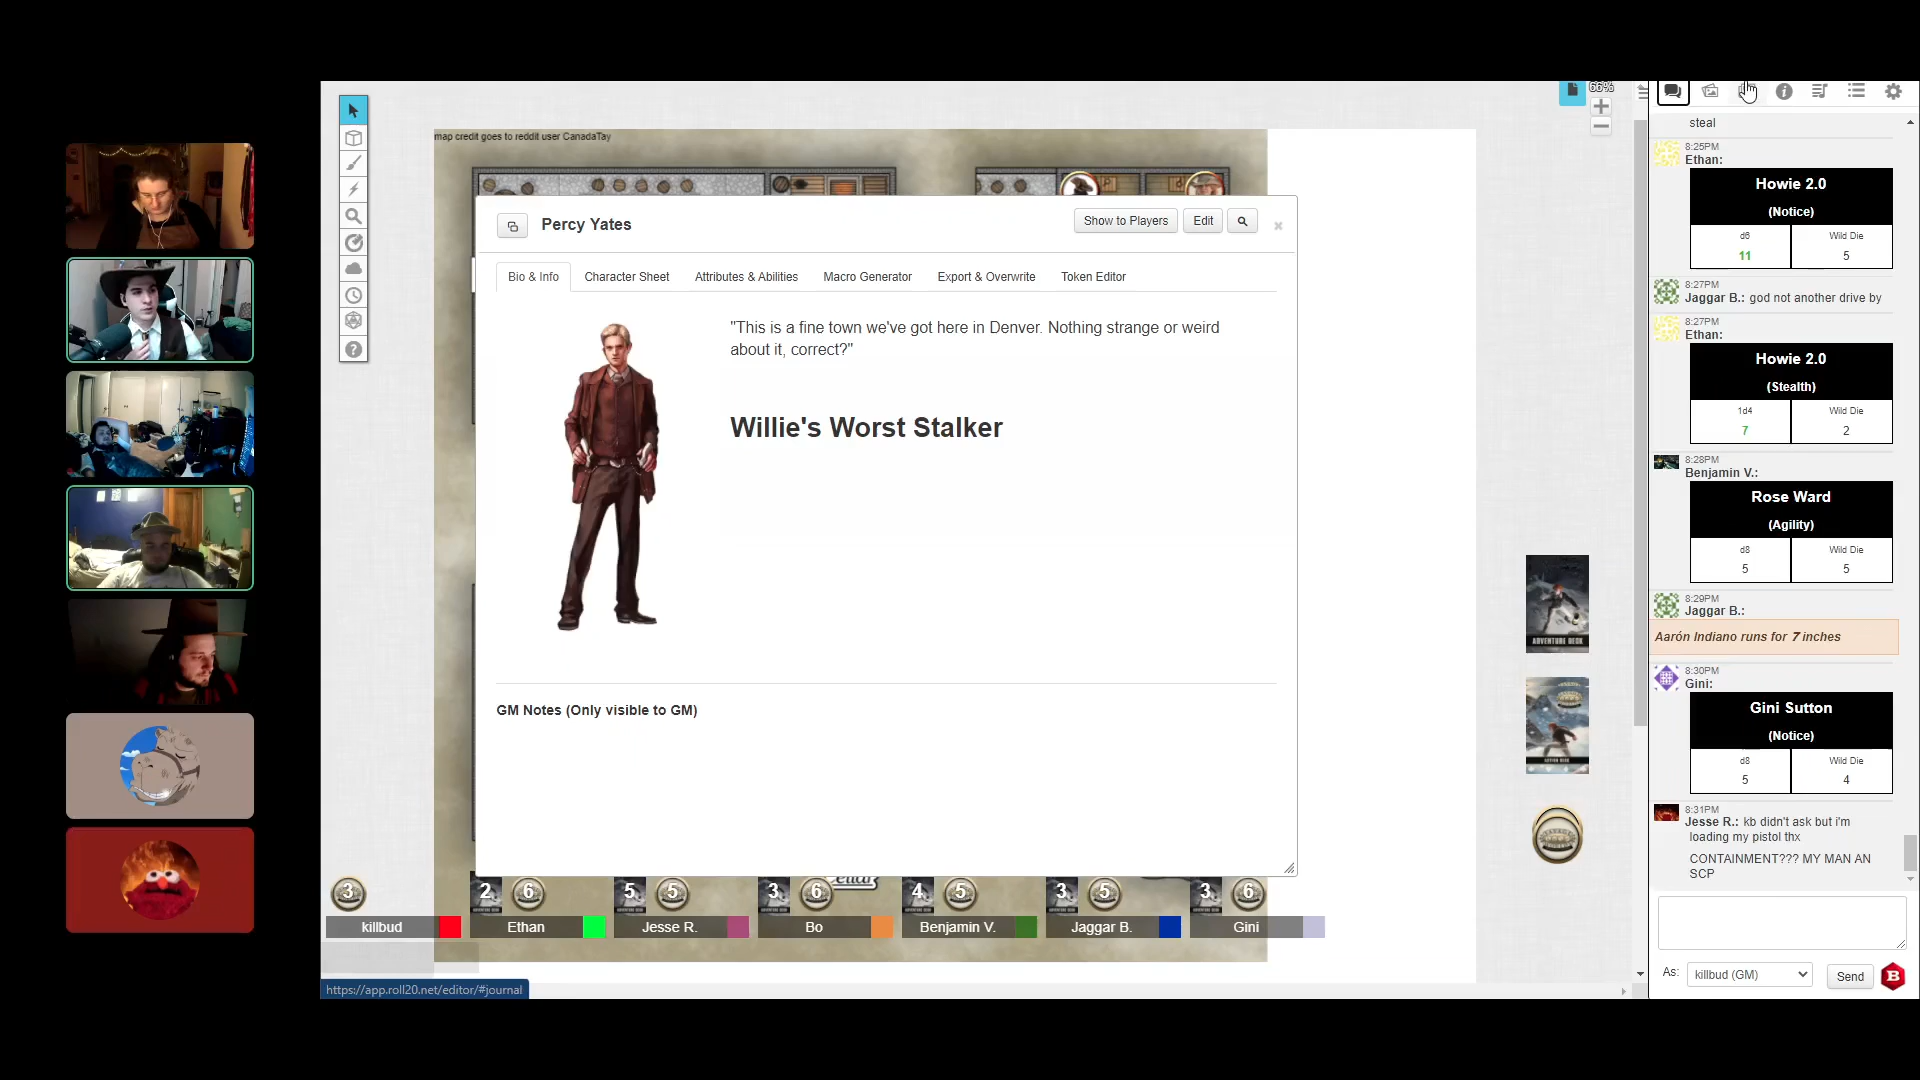 map credit goes to reddit user CanadaTay
66%
Percy Yates
Show to Players
Edit
Bio & Info
Character Sheet
Attributes & Abilities
Macro Generator
Export & Overwrite
Token Editor
"This is a fine town we've got here in Denver. Nothing strange or weird
about it, correct?"
Willie's Worst Stalker
GM Notes (Only visible to GM)
ADVENTURE DECK
ACTION DECK
3
2 6
5 5
3 6
4 5
3 5
3 6
killbud
Ethan
Jesse R.
Bo
Benjamin V.
Jaggar B.
Gini
https://app.roll20.net/editor/#journal
steal
8:25PM
Ethan:
Howie 2.0
(Notice)
d6 Wild Die
11 5
8:27PM
Jaggar B.: god not another drive by
8:27PM
Ethan:
Howie 2.0
(Stealth)
1d4 Wild Die
7 2
8:28PM
Benjamin V.:
Rose Ward
(Agility)
d8 Wild Die
5 5
8:29PM
Jaggar B.:
Aarón Indiano runs for 7 inches
8:30PM
Gini:
Gini Sutton
(Notice)
d8 Wild Die
5 4
8:31PM
Jesse R.: kb didn't ask but i'm
loading my pistol thx
CONTAINMENT??? MY MAN AN
SCP
As:
killbud (GM)
Send